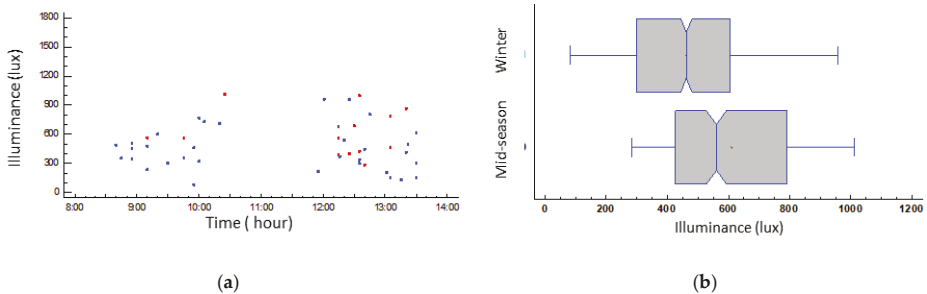 Illuminance (lux)
1800
1500
1200
900
600
300
0
8:00 9:00 10:00 11:00 12:00 13:00 14:00
Time ( hour)
(a)
b)
Winter
Mid-season
0 200 400 600 800 1000 1200
Illuminance (lux)
(b)